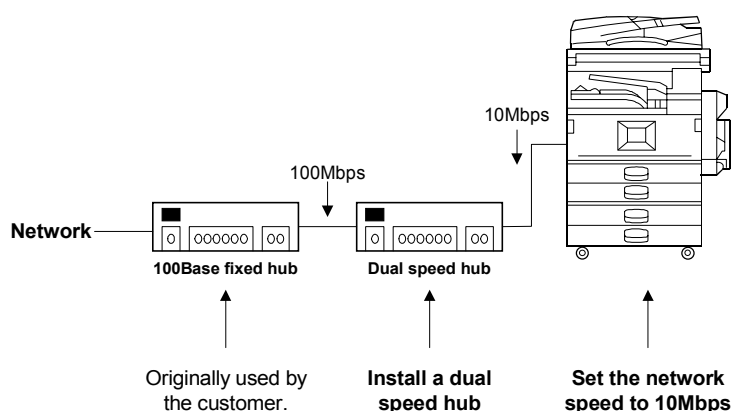 10Mbps
100Mbps
Network
100Base fixed hub
Dual speed hub
Originally used by
the customer.
Install a dual
speed hub
Set the network
speed to 10Mbps